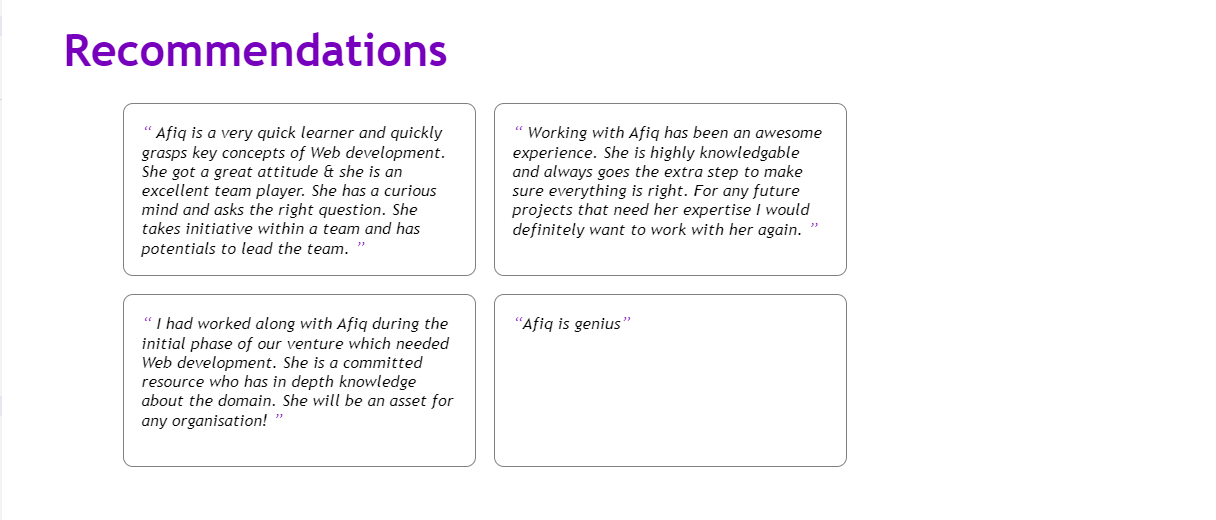 Recommendations
“ Afiq is a very quick learner and quickly
grasps key concepts of Web development.
She got a great attitude & she is an
excellent team player. She has a curious
mind and asks the right question. She
takes initiative within a team and has
potentials to lead the team. ”
“ Working with Afiq has been an awesome
experience. She is highly knowledgable
and always goes the extra step to make
sure everything is right. For any future
projects that need her expertise I would
definitely want to work with her again. ”
“ I had worked along with Afiq during the
initial phase of our venture which needed
Web development. She is a committed
resource who has in depth knowledge
about the domain. She will be an asset for
any organisation! ”
“Afiq is genius”